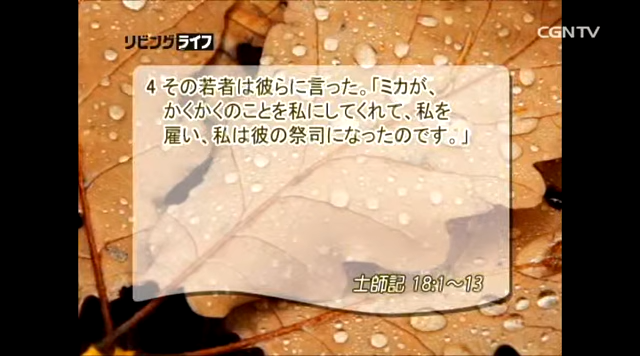 リビングライフ
CGNTV
4 その若者は彼らに言った。「ミカが、
かくかくのことを私にしてくれて、私を
雇い、私は彼の祭司になったのです。」
士師記 18:1～13